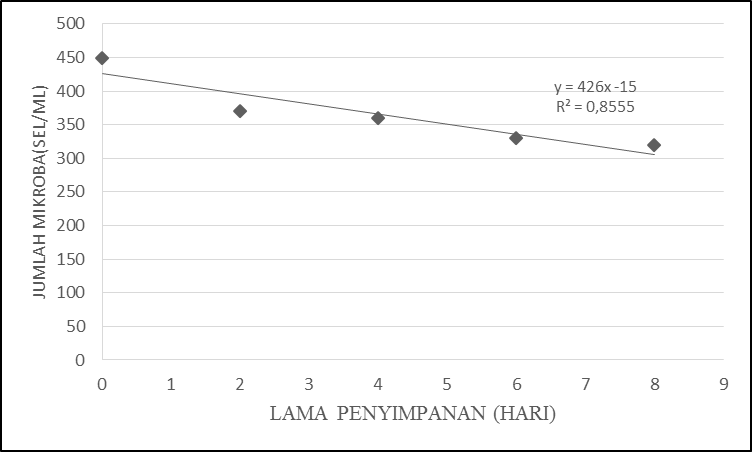 500
450
400
350
300
250
200
150
100
50
0
JUMLAH MIKROBA(SEL/ML)
y = 426x -15
R² = 0,8555
0 1 2 3 4 5 6 7 8 9
LAMA PENYIMPANAN (HARI)